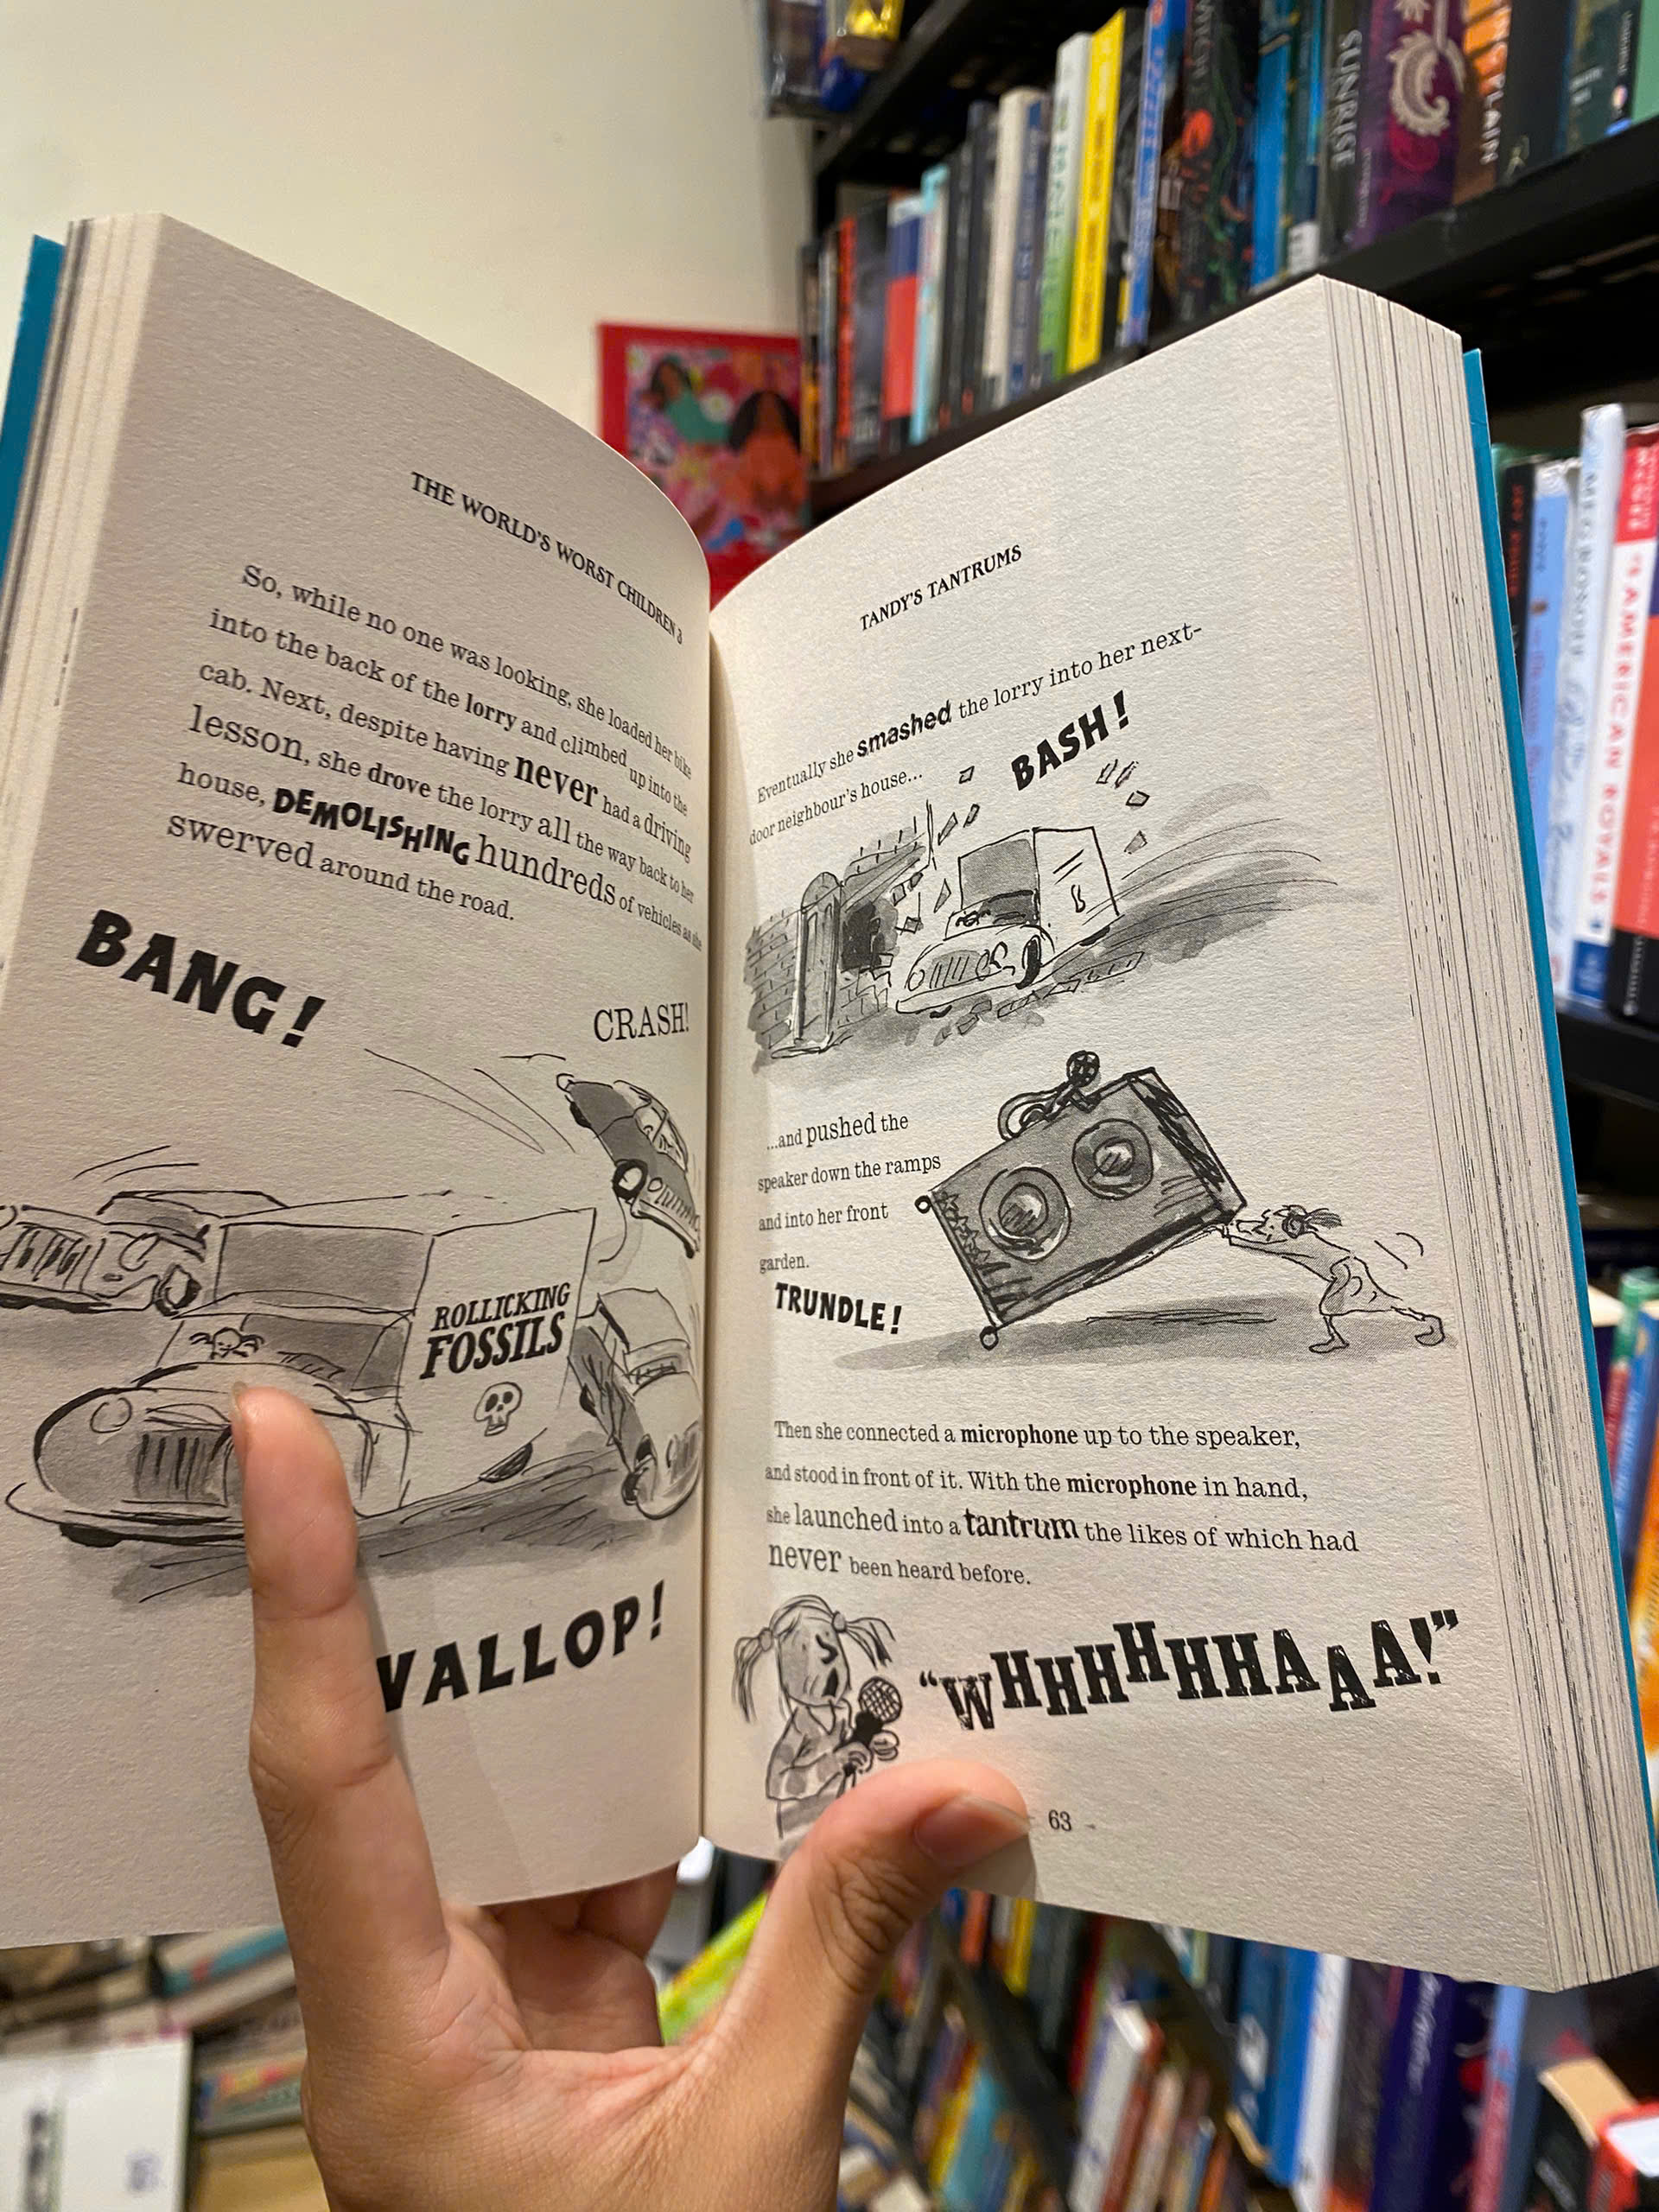 THE WORLD'S WORST CHILDREN 3
So, while no one was looking, she loaded her bike
into the back of the lorry and climbed up into the
cab. Next, despite having never had a driving
lesson, she drove the lorry all the way back to her
house, DEMOLISHING hundreds of vehicles as she
swerved around the road.
BANG!
CRASH!
ROLLICKING
FOSSILS
WALLOP!
TANDY'S TANTRUMS
Eventually she smashed the lorry into her next-
door neighbour's house...
BASH!
...and pushed the
speaker down the ramps
and into her front
garden.
TRUNDLE!
Then she connected a microphone up to the speaker,
and stood in front of it. With the microphone in hand,
she launched into a tantrum the likes of which had
never been heard before.
"WHHHHHHHAAA!"
63
SUNRISE
AMERICAN ROYALS